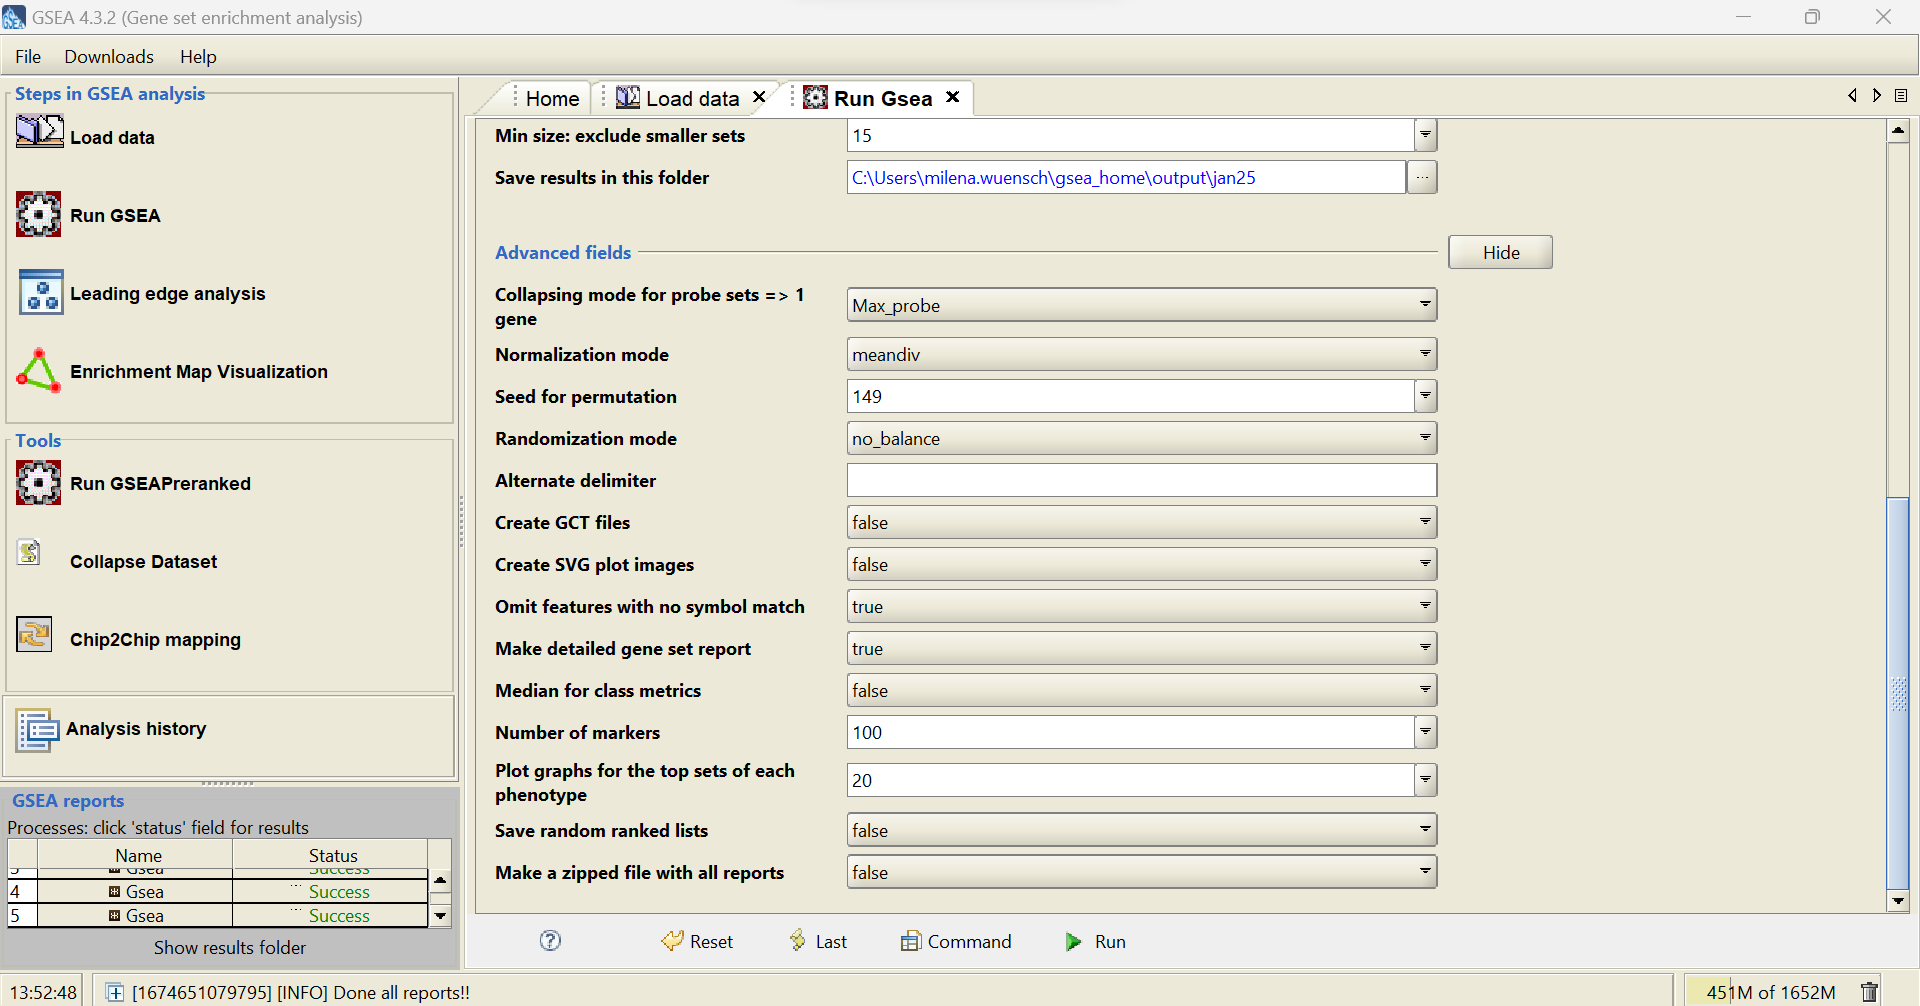 GSEA 4.3.2 (Gene set enrichment analysis)
File Downloads Help
Steps in GSEA analysis
Load data
Run GSEA
Leading edge analysis
Enrichment Map Visualization
Tools
Run GSEAPreranked
Collapse Dataset
Chip2Chip mapping
Analysis history
GSEA reports
Processes: click 'status' field for results
Name Status
Gsea Success
4 Gsea Success
5 Gsea Success
Show results folder
Home Load data Run Gsea
Min size: exclude smaller sets 15
Save results in this folder C:\Users\milena.wuensch\gsea_home\output\jan25 ...
Advanced fields Hide
Collapsing mode for probe sets => 1
gene Max_probe
Normalization mode meandiv
Seed for permutation 149
Randomization mode no_balance
Alternate delimiter
Create GCT files false
Create SVG plot images false
Omit features with no symbol match true
Make detailed gene set report true
Median for class metrics false
Number of markers 100
Plot graphs for the top sets of each
phenotype 20
Save random ranked lists false
Make a zipped file with all reports false
? Reset Last Command Run
13:52:48 [1674651079795] [INFO] Done all reports!! 451M of 1652M